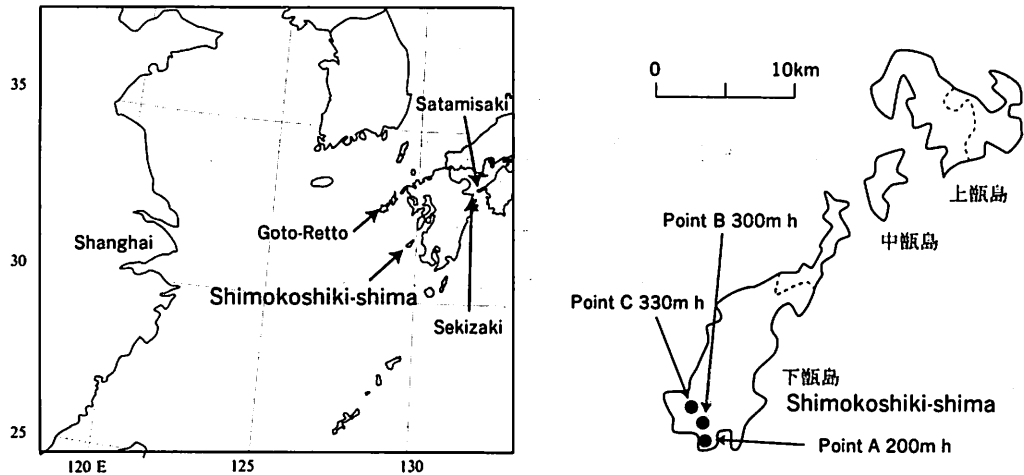 35
30
25
120 E
125
130
Satamisaki
Goto-Retto
Shanghai
Shimokoshiki-shima
Sekizaki
0 10km
上甑島
中甑島
Point B 300m h
Point C 330m h
下甑島
Shimokoshiki-shima
Point A 200m h